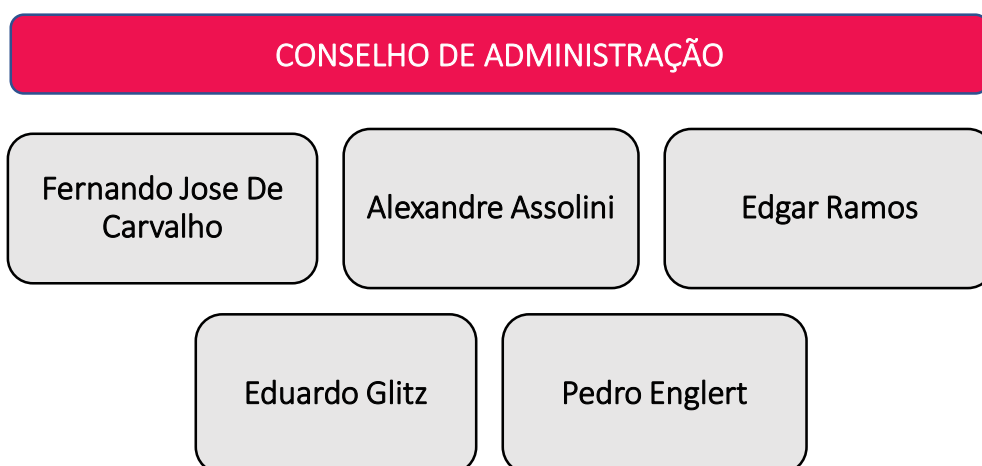 CONSELHO DE ADMINISTRAÇÃO
Fernando Jose De
Carvalho
Alexandre Assolini
Edgar Ramos
Eduardo Glitz
Pedro Englert